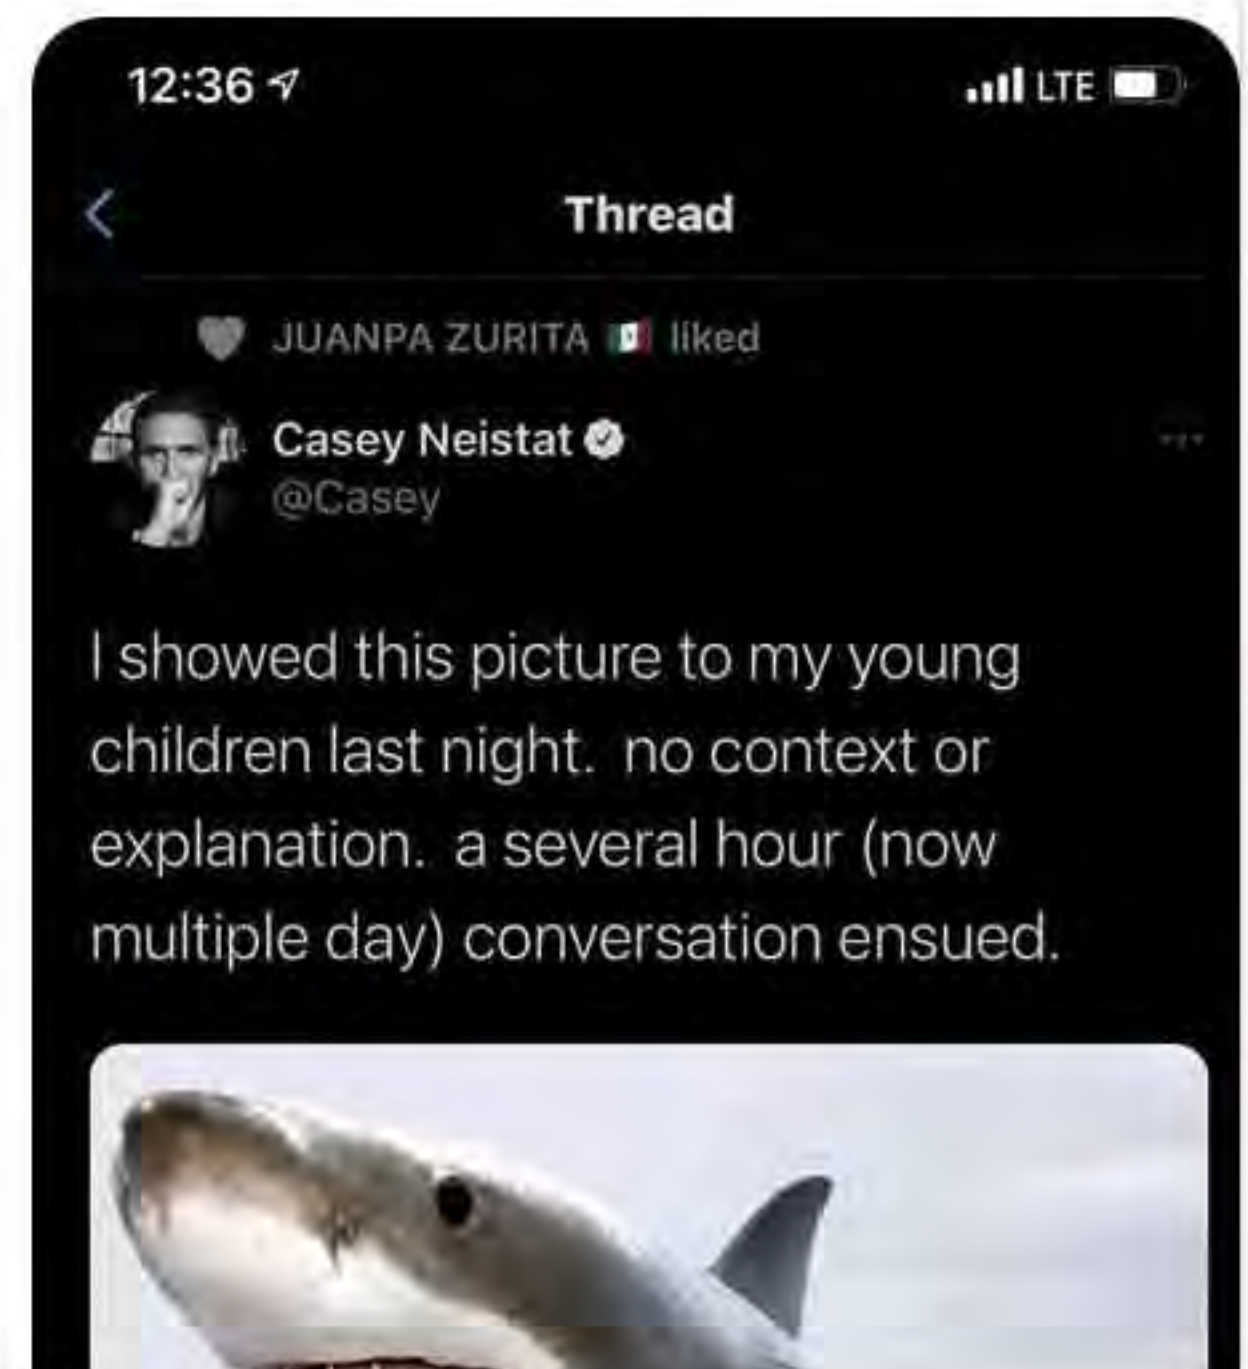 12:36 LTE
Thread
JUANPA ZURITA 🇲🇽 liked
Casey Neistat
@Casey
I showed this picture to my young
children last night.  no context or
explanation.  a several hour (now
multiple day) conversation ensued.